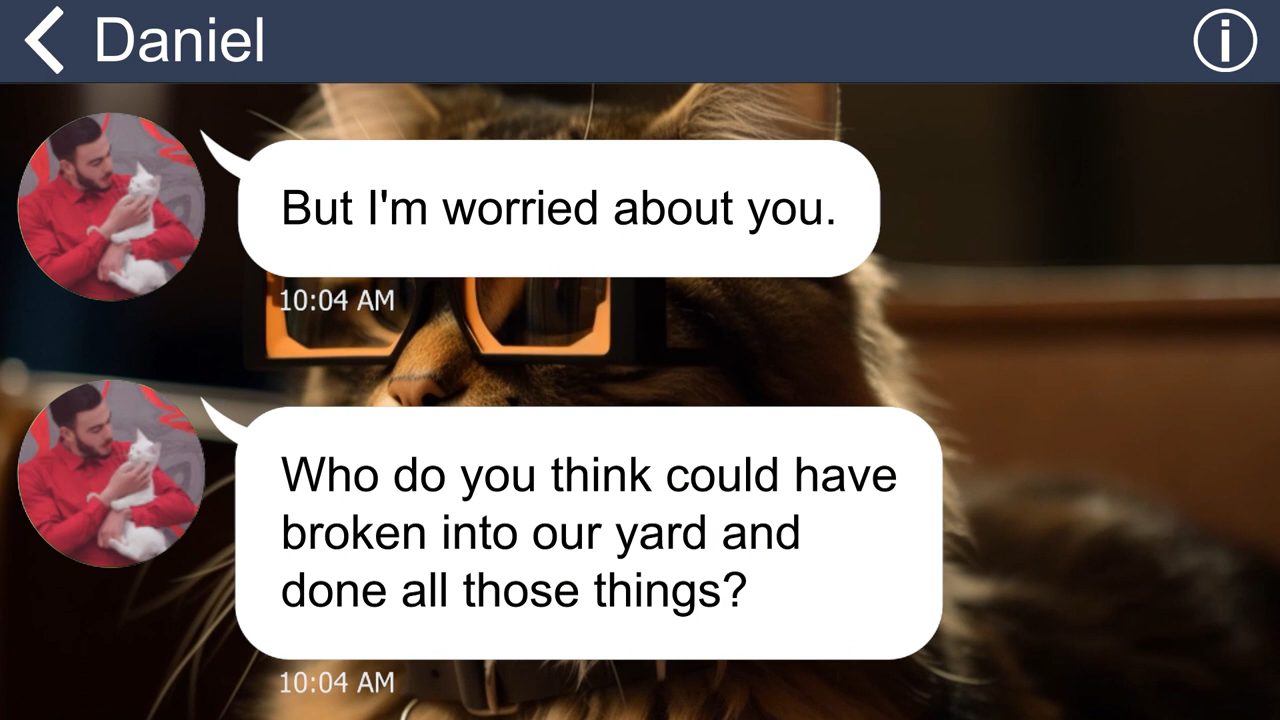 Daniel
But I'm worried about you.
10:04 AM
Who do you think could have
broken into our yard and
done all those things?
10:04 AM